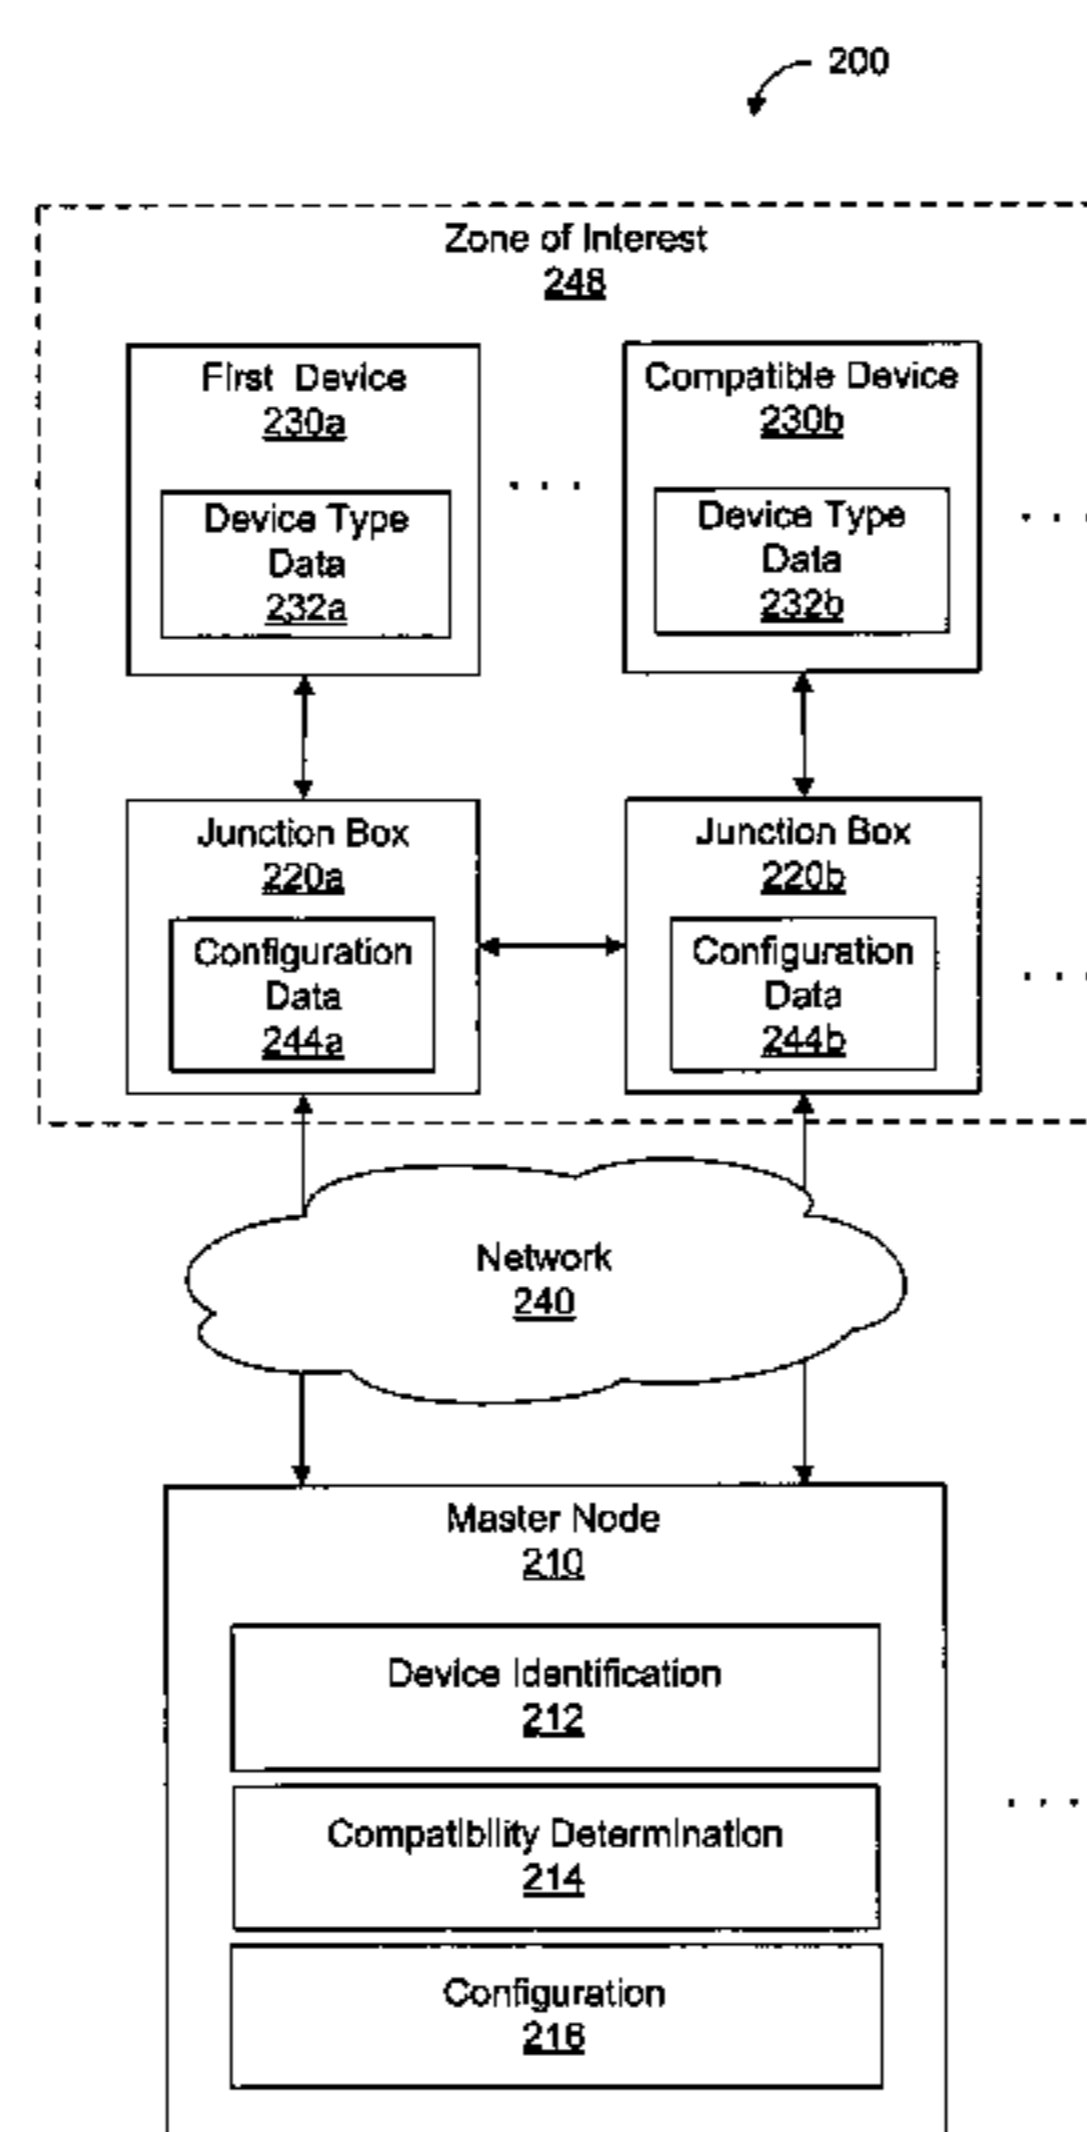 200
Zone of Interest
248
First Device
230a
Device Type
Data
232a
. . .
Compatible Device
230b
Device Type
Data
232b
. . .
Junction Box
220a
Configuration
Data
244a
Junction Box
220b
Configuration
Data
244b
. . .
Network
240
Master Node
210
Device Identification
212
Compatibility Determination
214
. . .
Configuration
216